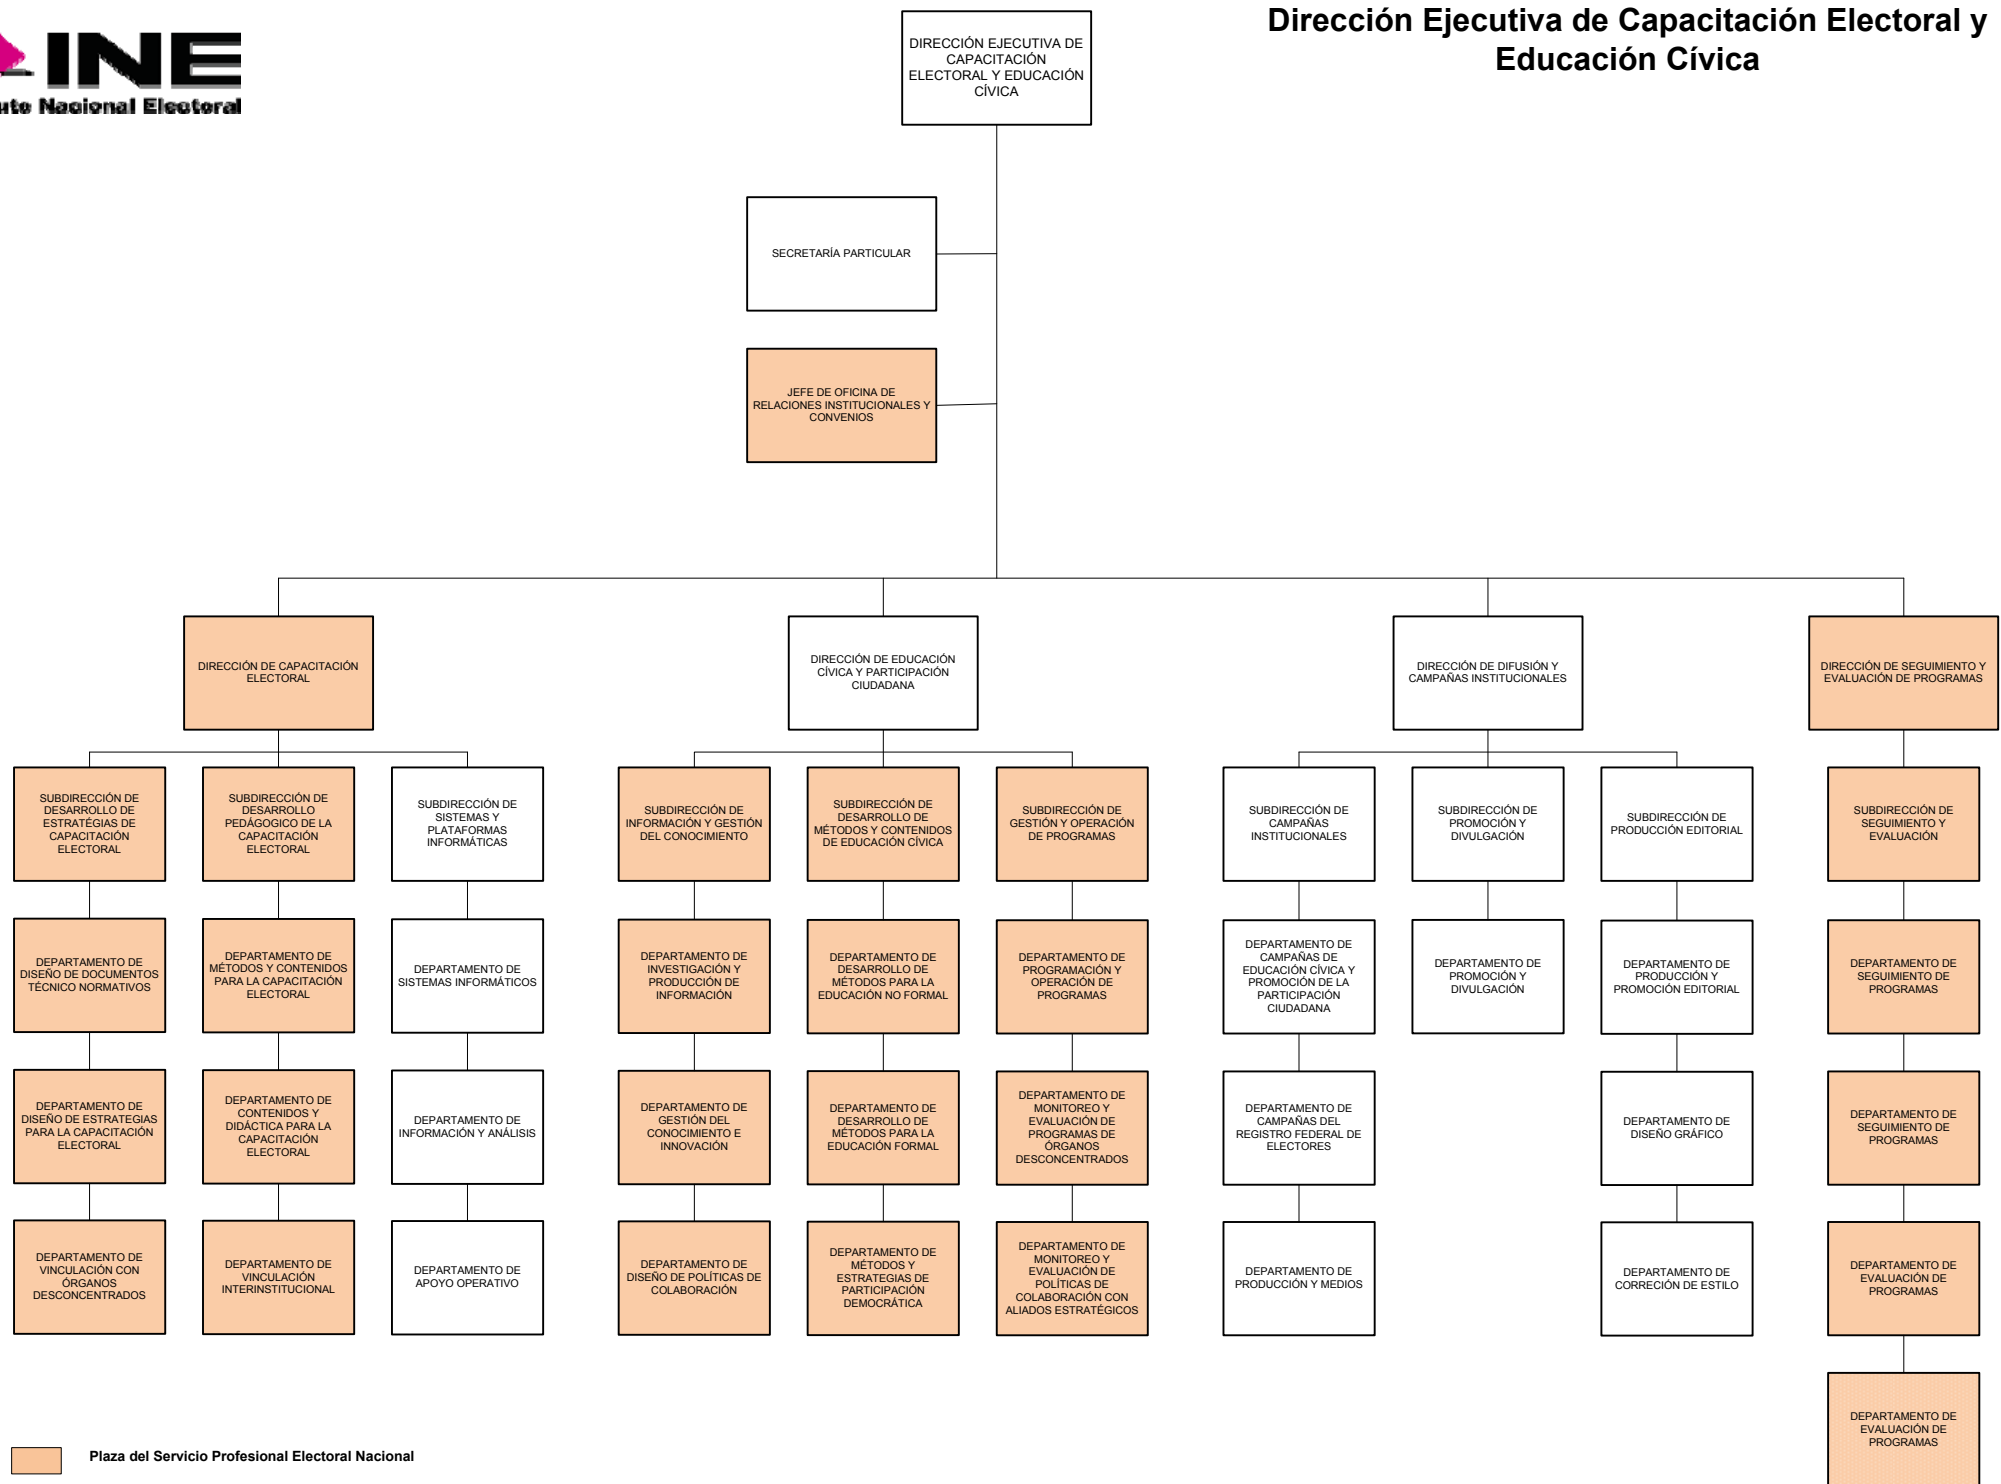 INE
Nacional Electoral
Dirección Ejecutiva de Capacitación Electoral y
Educación Cívica
DIRECCIÓN EJECUTIVA DE
CAPACITACIÓN
ELECTORAL Y EDUCACIÓN
CÍVICA
SECRETARÍA PARTICULAR
JEFE DE OFICINA DE
RELACIONES INSTITUCIONALES Y
CONVENIOS
DIRECCIÓN DE CAPACITACIÓN
ELECTORAL
DIRECCIÓN DE EDUCACIÓN
CÍVICA Y PARTICIPACIÓN
CIUDADANA
DIRECCIÓN DE DIFUSIÓN Y
CAMPAÑAS INSTITUCIONALES
DIRECCIÓN DE SEGUIMIENTO Y
EVALUACIÓN DE PROGRAMAS
SUBDIRECCIÓN DE
DESARROLLO DE
ESTRATÉGIAS DE
CAPACITACIÓN
ELECTORAL
SUBDIRECCIÓN DE
DESARROLLO
PEDÁGOGICO DE LA
CAPACITACIÓN
ELECTORAL
SUBDIRECCIÓN DE
SISTEMAS Y
PLATAFORMAS
INFORMÁTICAS
SUBDIRECCIÓN DE
INFORMACIÓN Y GESTIÓN
DEL CONOCIMIENTO
SUBDIRECCIÓN DE
DESARROLLO DE
MÉTODOS Y CONTENIDOS
DE EDUCACIÓN CÍVICA
SUBDIRECCIÓN DE
GESTIÓN Y OPERACIÓN
DE PROGRAMAS
SUBDIRECCIÓN DE
CAMPAÑAS
INSTITUCIONALES
SUBDIRECCIÓN DE
PROMOCIÓN Y
DIVULGACIÓN
SUBDIRECCIÓN DE
PRODUCCIÓN EDITORIAL
SUBDIRECCIÓN DE
SEGUIMIENTO Y
EVALUACIÓN
DEPARTAMENTO DE
DISEÑO DE DOCUMENTOS
TÉCNICO NORMATIVOS
DEPARTAMENTO DE
MÉTODOS Y CONTENIDOS
PARA LA CAPACITACIÓN
ELECTORAL
DEPARTAMENTO DE
SISTEMAS INFORMÁTICOS
DEPARTAMENTO DE
INVESTIGACIÓN Y
PRODUCCIÓN DE
INFORMACIÓN
DEPARTAMENTO DE
DESARROLLO DE
MÉTODOS PARA LA
EDUCACIÓN NO FORMAL
DEPARTAMENTO DE
PROGRAMACIÓN Y
OPERACIÓN DE
PROGRAMAS
DEPARTAMENTO DE
CAMPAÑAS DE
EDUCACIÓN CÍVICA Y
PROMOCIÓN DE LA
PARTICIPACIÓN
CIUDADANA
DEPARTAMENTO DE
PROMOCIÓN Y
DIVULGACIÓN
DEPARTAMENTO DE
PRODUCCIÓN Y
PROMOCIÓN EDITORIAL
DEPARTAMENTO DE
SEGUIMIENTO DE
PROGRAMAS
DEPARTAMENTO DE
DISEÑO DE ESTRATEGIAS
PARA LA CAPACITACIÓN
ELECTORAL
DEPARTAMENTO DE
CONTENIDOS Y
DIDÁCTICA PARA LA
CAPACITACIÓN
ELECTORAL
DEPARTAMENTO DE
INFORMACIÓN Y ANÁLISIS
DEPARTAMENTO DE
GESTIÓN DEL
CONOCIMIENTO E
INNOVACIÓN
DEPARTAMENTO DE
DESARROLLO DE
MÉTODOS PARA LA
EDUCACIÓN FORMAL
DEPARTAMENTO DE
MONITOREO Y
EVALUACIÓN DE
PROGRAMAS DE
ÓRGANOS
DESCONCENTRADOS
DEPARTAMENTO DE
CAMPAÑAS DEL
REGISTRO FEDERAL DE
ELECTORES
DEPARTAMENTO DE
DISEÑO GRÁFICO
DEPARTAMENTO DE
SEGUIMIENTO DE
PROGRAMAS
DEPARTAMENTO DE
VINCULACIÓN CON
ÓRGANOS
DESCONCENTRADOS
DEPARTAMENTO DE
VINCULACIÓN
INTERINSTITUCIONAL
DEPARTAMENTO DE
APOYO OPERATIVO
DEPARTAMENTO DE
DISEÑO DE POLÍTICAS DE
COLABORACIÓN
DEPARTAMENTO DE
MÉTODOS Y
ESTRATEGIAS DE
PARTICIPACIÓN
DEMOCRÁTICA
DEPARTAMENTO DE
MONITOREO Y
EVALUACIÓN DE
POLÍTICAS DE
COLABORACIÓN CON
ALIADOS ESTRATÉGICOS
DEPARTAMENTO DE
PRODUCCIÓN Y MEDIOS
DEPARTAMENTO DE
CORRECIÓN DE ESTILO
DEPARTAMENTO DE
EVALUACIÓN DE
PROGRAMAS
DEPARTAMENTO DE
EVALUACIÓN DE
PROGRAMAS
Plaza del Servicio Profesional Electoral Nacional